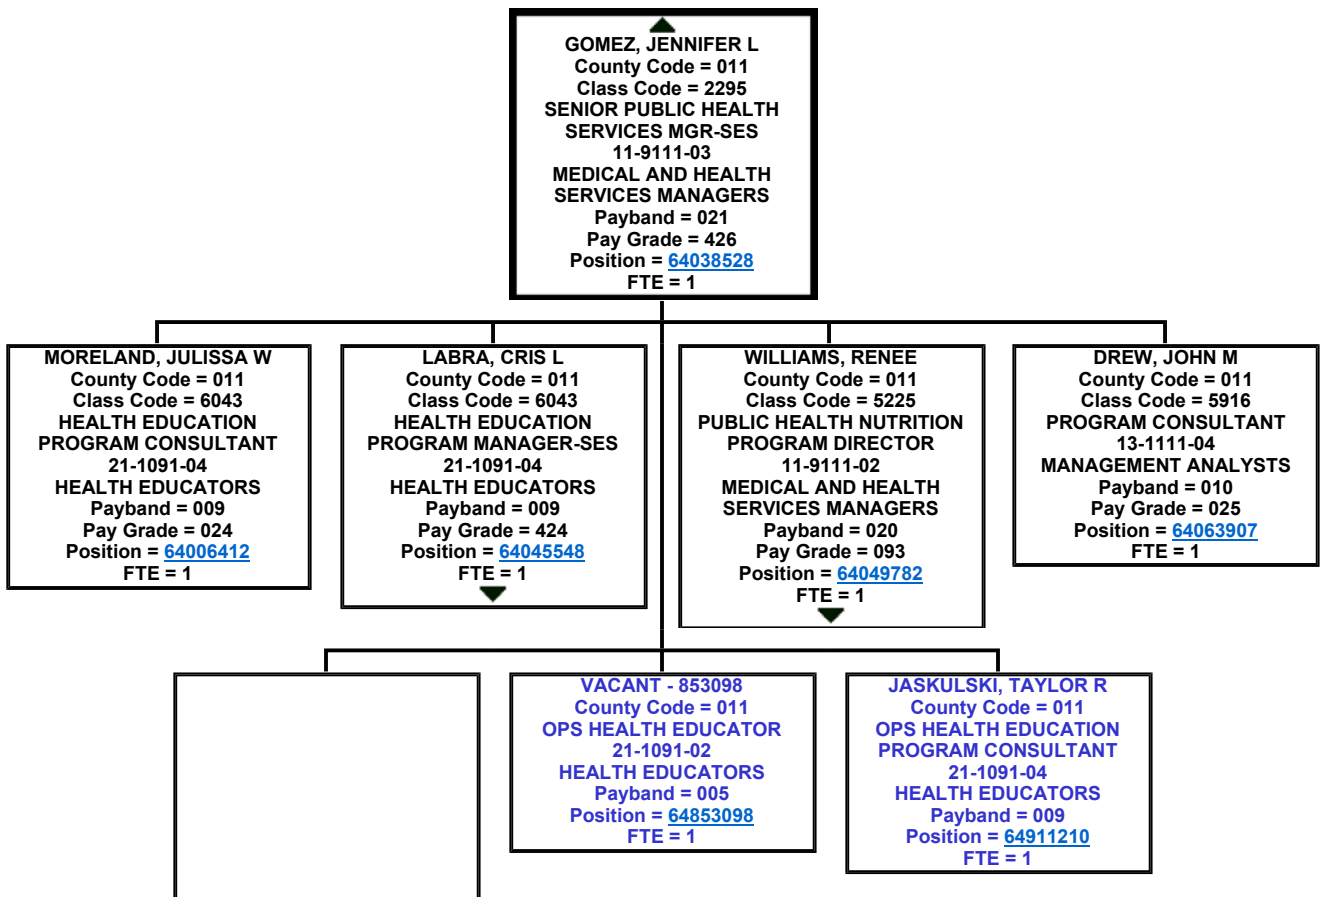 GOMEZ, JENNIFER L
County Code = 011
Class Code = 2295
SENIOR PUBLIC HEALTH
SERVICES MGR-SES
11-9111-03
MEDICAL AND HEALTH
SERVICES MANAGERS
Payband = 021
Pay Grade = 426
Position = 64038528
FTE = 1
MORELAND, JULISSA W
County Code = 011
Class Code = 6043
HEALTH EDUCATION
PROGRAM CONSULTANT
21-1091-04
HEALTH EDUCATORS
Payband = 009
Pay Grade = 024
Position = 64006412
FTE = 1
LABRA, CRIS L
County Code = 011
Class Code = 6043
HEALTH EDUCATION
PROGRAM MANAGER-SES
21-1091-04
HEALTH EDUCATORS
Payband = 009
Pay Grade = 424
Position = 64045548
FTE = 1
WILLIAMS, RENEE
County Code = 011
Class Code = 5225
PUBLIC HEALTH NUTRITION
PROGRAM DIRECTOR
11-9111-02
MEDICAL AND HEALTH
SERVICES MANAGERS
Payband = 020
Pay Grade = 093
Position = 64049782
FTE = 1
DREW, JOHN M
County Code = 011
Class Code = 5916
PROGRAM CONSULTANT
13-1111-04
MANAGEMENT ANALYSTS
Payband = 010
Pay Grade = 025
Position = 64063907
FTE = 1
VACANT - 853098
County Code = 011
OPS HEALTH EDUCATOR
21-1091-02
HEALTH EDUCATORS
Payband = 005
Position = 64853098
FTE = 1
JASKULSKI, TAYLOR R
County Code = 011
OPS HEALTH EDUCATION
PROGRAM CONSULTANT
21-1091-04
HEALTH EDUCATORS
Payband = 009
Position = 64911210
FTE = 1